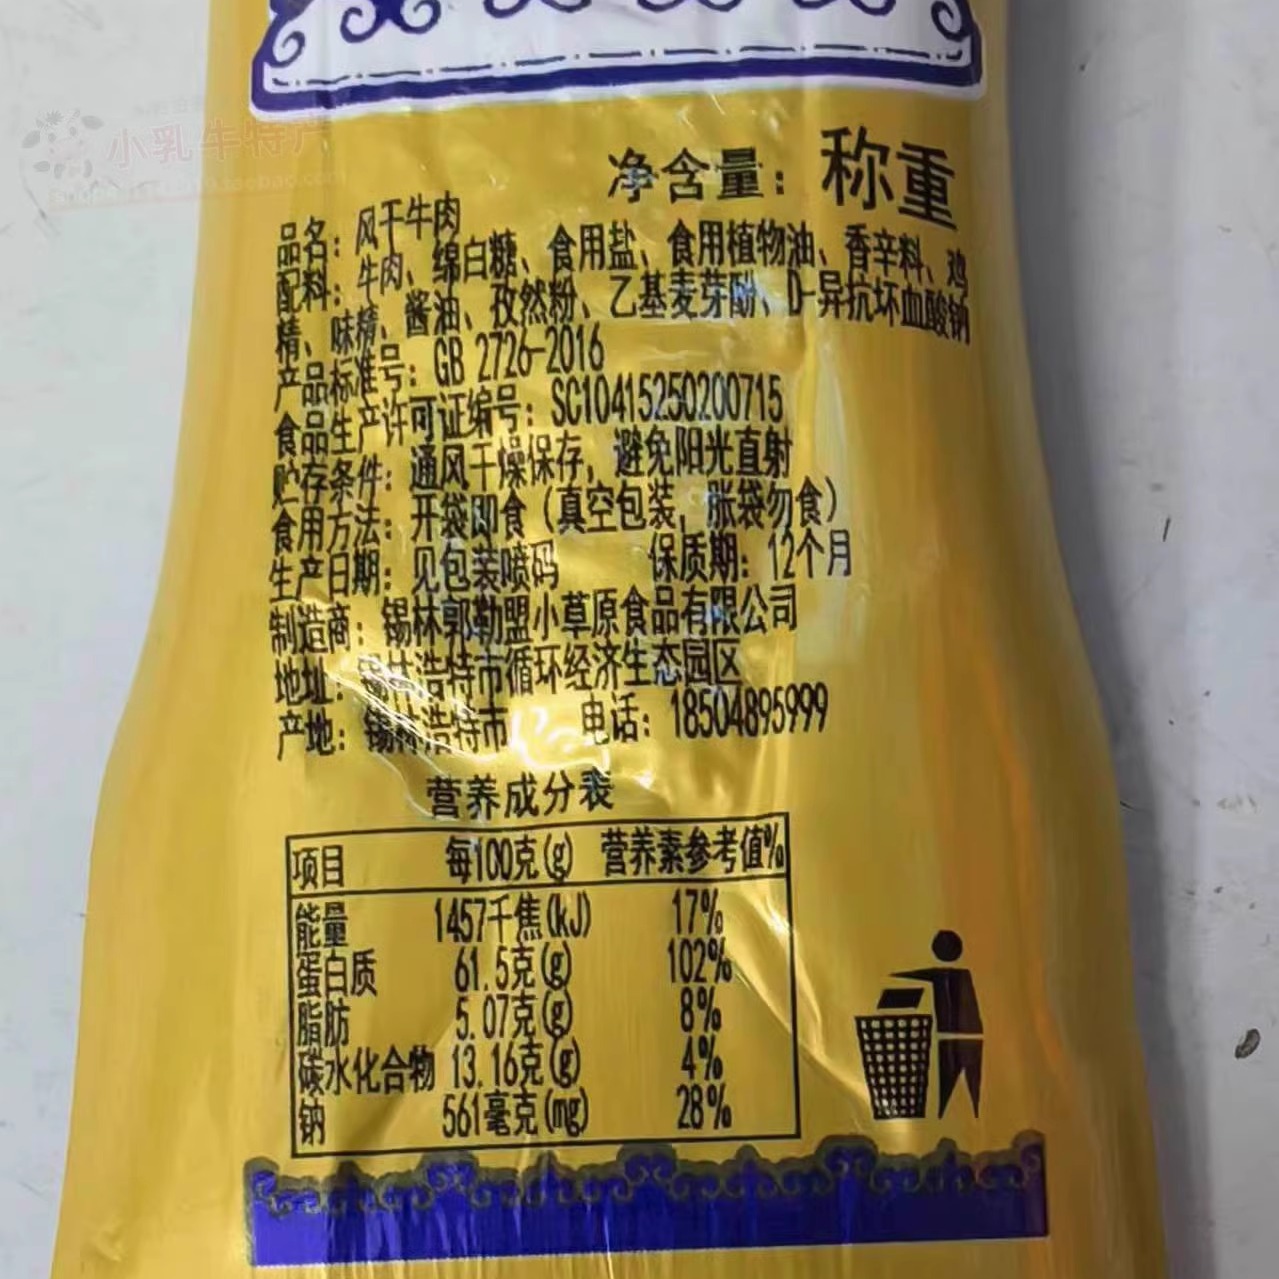 小乳牛特产
净含量：称重
品名：风干牛肉
配料：牛肉、绵白糖、食用盐、食用植物油、香辛料、鸡
精、味精、酱油、孜然粉、乙基麦芽酚、D-异抗坏血酸钠
产品标准号：GB 2726-2016
食品生产许可证编号：SC10415250200715
贮存条件：通风干燥保存，避免阳光直射
食用方法：开袋即食（真空包装，胀袋勿食）
生产日期：见包装喷码 保质期：12个月
制造商：锡林郭勒盟小草原食品有限公司
地址：锡林浩特市循环经济生态园区
产地：锡林浩特市 电话：18504895999
营养成分表
项目 每100克(g) 营养素参考值%
能量 1457千焦(kJ) 17%
蛋白质 61.5克(g) 102%
脂肪 5.07克(g) 8%
碳水化合物 13.16克(g) 4%
钠 561毫克(mg) 28%